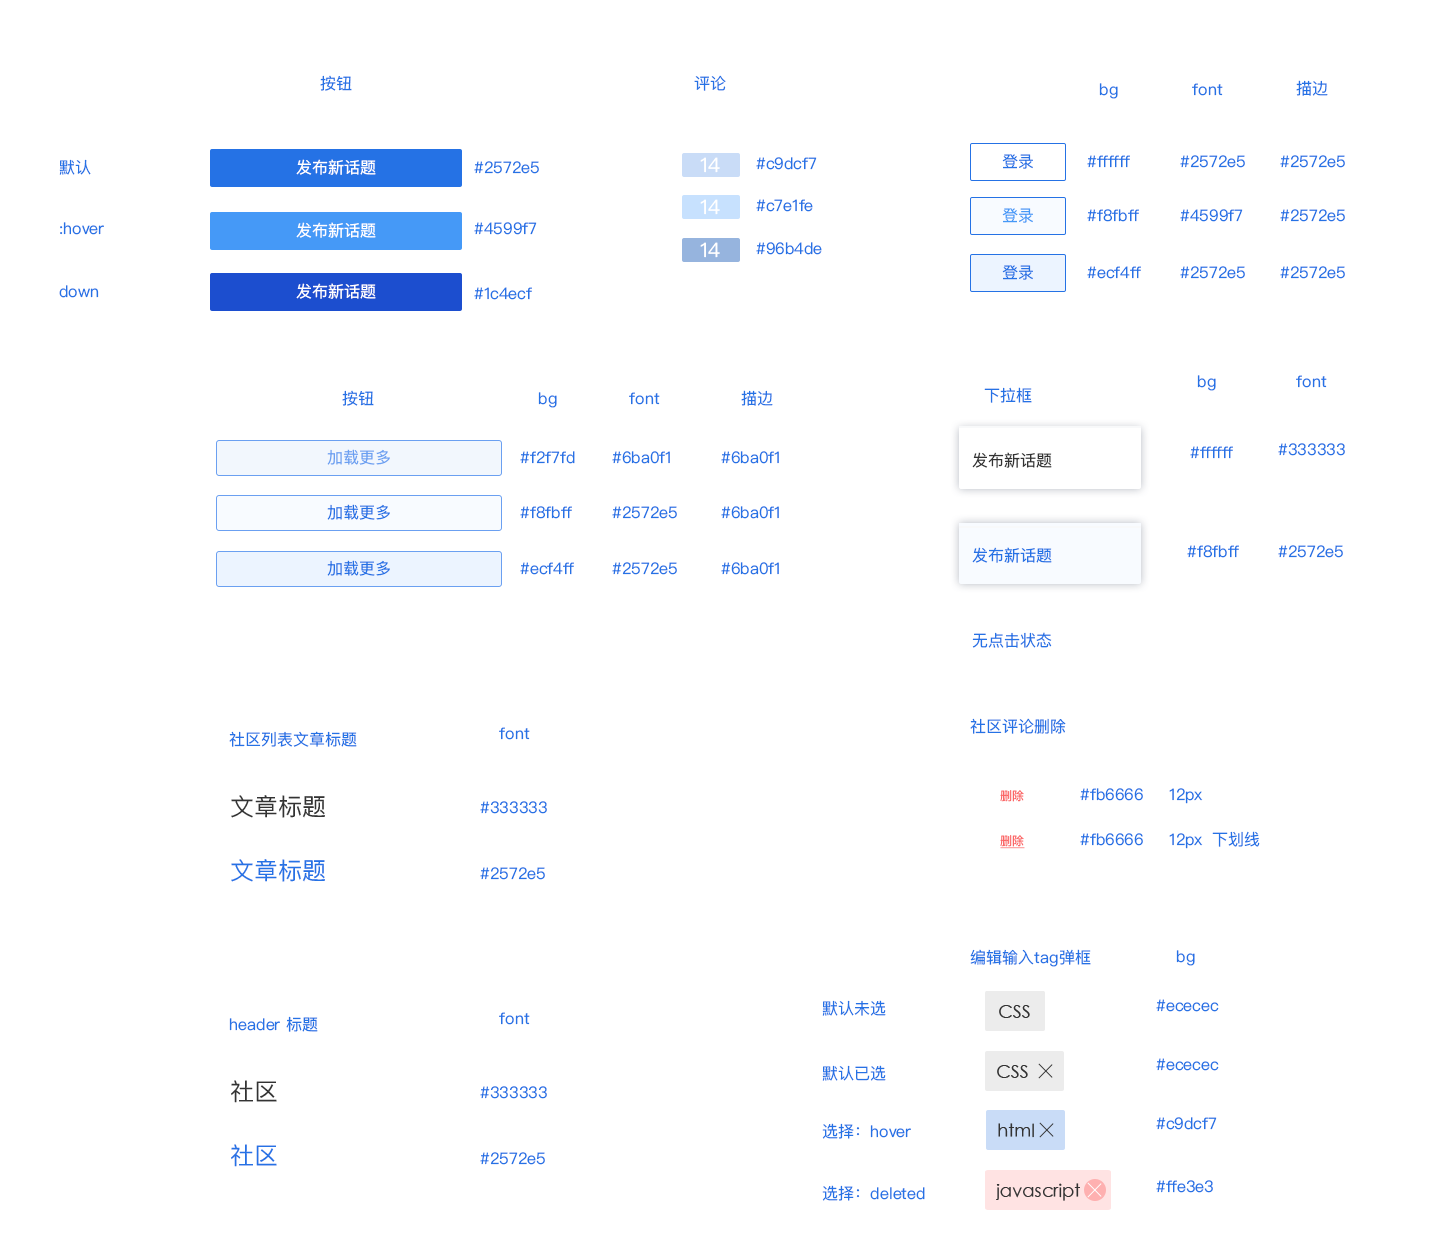 按钮
默认 发布新话题 #2572e5
:hover 发布新话题 #4599f7
down 发布新话题 #1c4ecf
评论
14 #c9dcf7
14 #c7e1fe
14 #96b4de
bg font 描边
登录 #ffffff #2572e5 #2572e5
登录 #f8fbff #4599f7 #2572e5
登录 #ecf4ff #2572e5 #2572e5
按钮 bg font 描边
加载更多 #f2f7fd #6ba0f1 #6ba0f1
加载更多 #f8fbff #2572e5 #6ba0f1
加载更多 #ecf4ff #2572e5 #6ba0f1
下拉框 bg font
发布新话题 #ffffff #333333
发布新话题 #f8fbff #2572e5
无点击状态
社区列表文章标题 font
文章标题 #333333
文章标题 #2572e5
社区评论删除
删除 #fb6666 12px
删除 #fb6666 12px 下划线
header 标题 font
社区 #333333
社区 #2572e5
编辑输入tag弹框 bg
默认未选 CSS #ececec
默认已选 CSS #ececec
选择：hover html #c9dcf7
选择：deleted javascript #ffe3e3